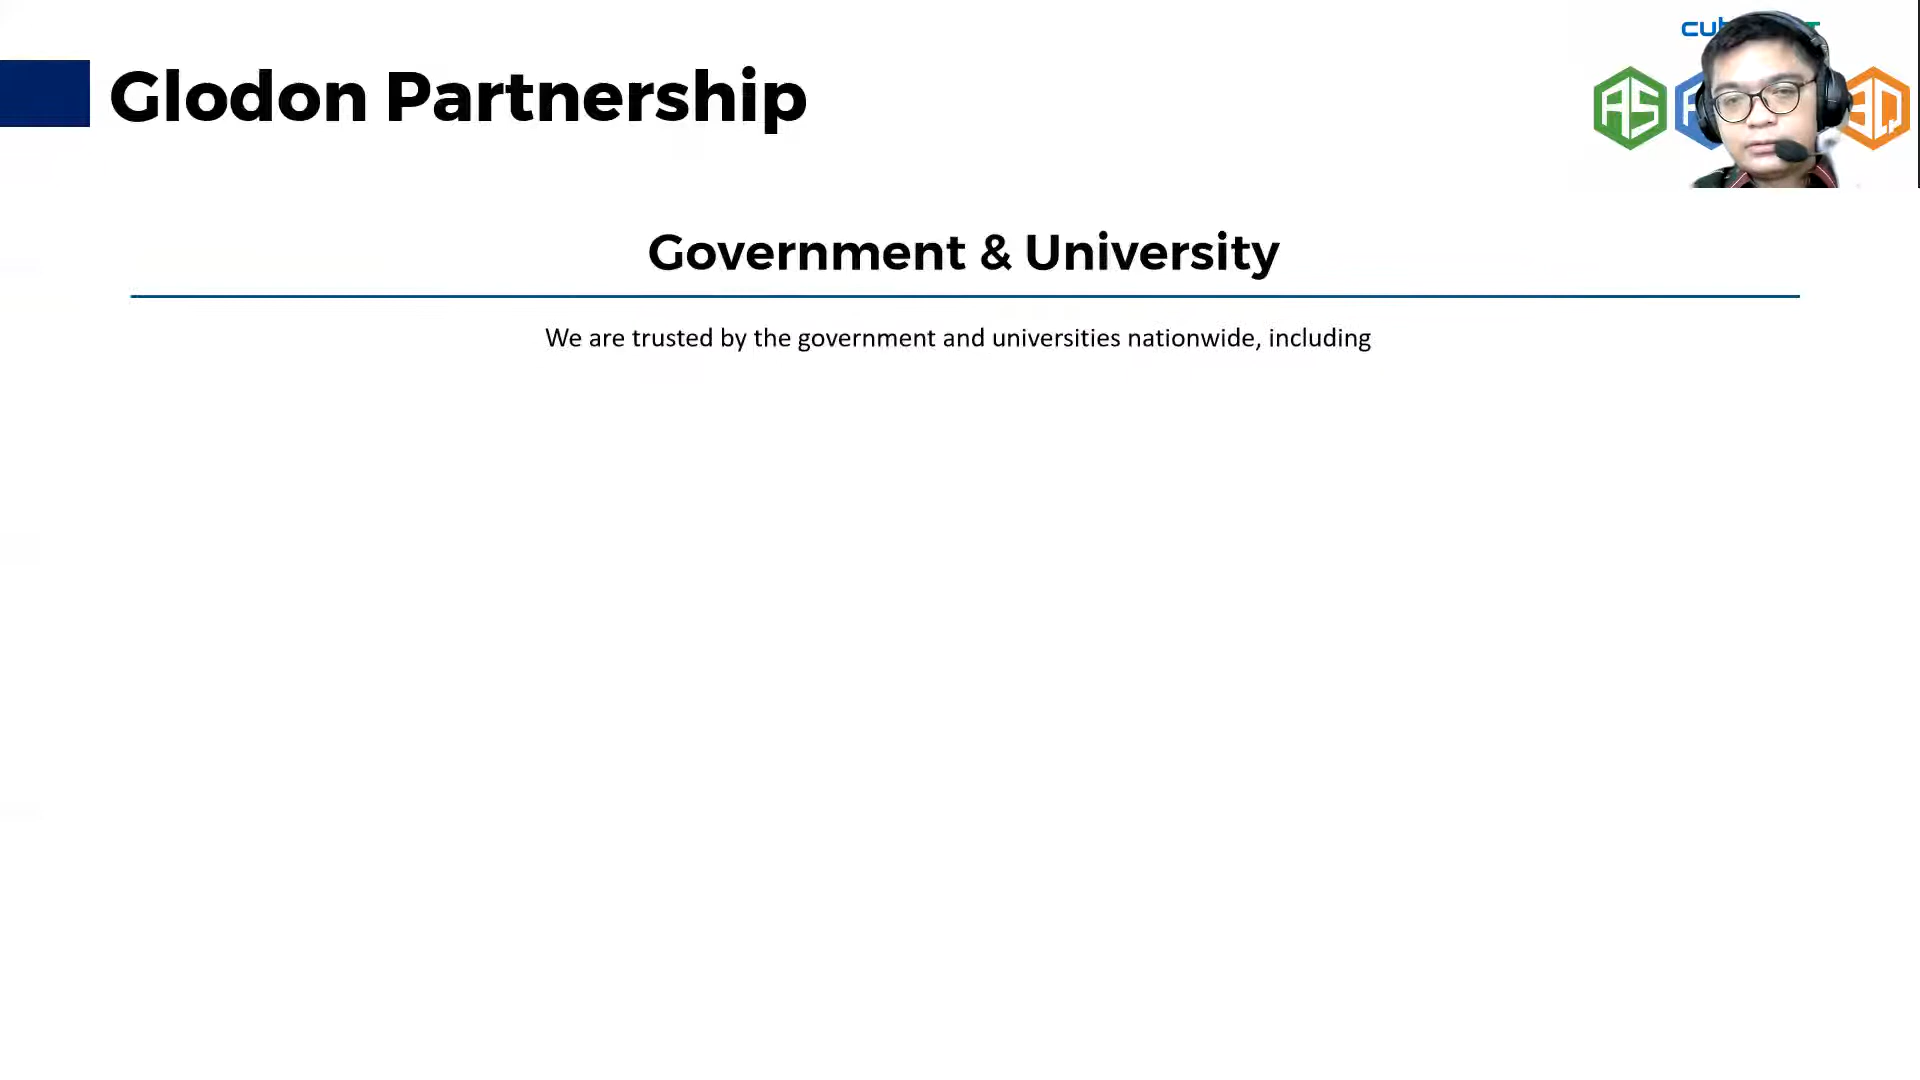 Glodon Partnership
Government & University
We are trusted by the government and universities nationwide, including